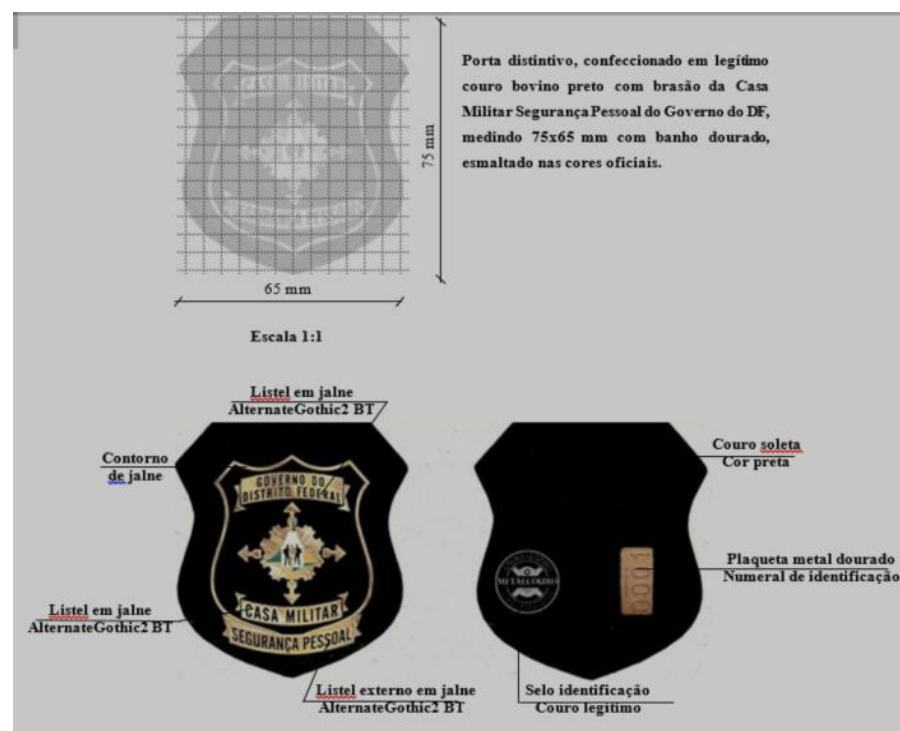 CASA MILITAR
Porta distintivo, confeccionado em legítimo
couro bovino preto com brasão da Casa
Militar Segurança Pessoal do Governo do DF,
medindo 75x65 mm com banho dourado,
esmaltado nas cores oficiais.
75 mm
65 mm
Escala 1:1
Listel em jalne
AlternateGothic2 BT
Contorno
de jalne
GOVERNO DO
DISTRITO FEDERAL
CASA MILITAR
SEGURANÇA PESSOAL
Listel em jalne
AlternateGothic2 BT
Listel externo em jalne
AlternateGothic2 BT
Couro soleta
Cor preta
Plaqueta metal dourado
Numeral de identificação
0001
Selo identificação
Couro legítimo